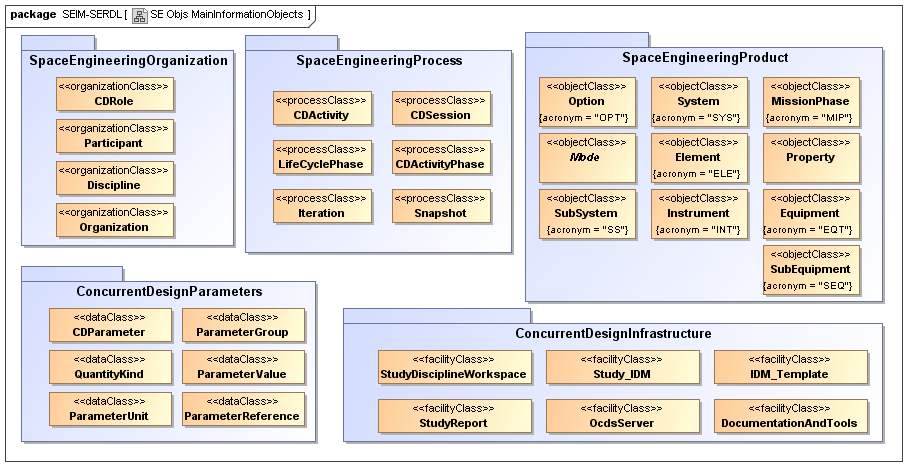 package SEIM-SERDL [ SE Objs MainInformationObjects ]
SpaceEngineeringOrganization
<<organizationClass>>
CDRole
<<organizationClass>>
Participant
<<organizationClass>>
Discipline
<<organizationClass>>
Organization
SpaceEngineeringProcess
<<processClass>>
CDActivity
<<processClass>>
CDSession
<<processClass>>
LifeCyclePhase
<<processClass>>
CDActivityPhase
<<processClass>>
Iteration
<<processClass>>
Snapshot
SpaceEngineeringProduct
<<objectClass>>
Option
{acronym = "OPT"}
<<objectClass>>
System
{acronym = "SYS"}
<<objectClass>>
MissionPhase
{acronym = "MIP"}
<<objectClass>>
Mode
<<objectClass>>
Element
{acronym = "ELE"}
<<objectClass>>
Property
<<objectClass>>
SubSystem
{acronym = "SS"}
<<objectClass>>
Instrument
{acronym = "INT"}
<<objectClass>>
Equipment
{acronym = "EQT"}
<<objectClass>>
SubEquipment
{acronym = "SEQ"}
ConcurrentDesignParameters
<<dataClass>>
CDParameter
<<dataClass>>
ParameterGroup
<<dataClass>>
QuantityKind
<<dataClass>>
ParameterValue
<<dataClass>>
ParameterUnit
<<dataClass>>
ParameterReference
ConcurrentDesignInfrastructure
<<facilityClass>>
StudyDisciplineWorkspace
<<facilityClass>>
Study_IDM
<<facilityClass>>
IDM_Template
<<facilityClass>>
StudyReport
<<facilityClass>>
OcdsServer
<<facilityClass>>
DocumentationAndTools